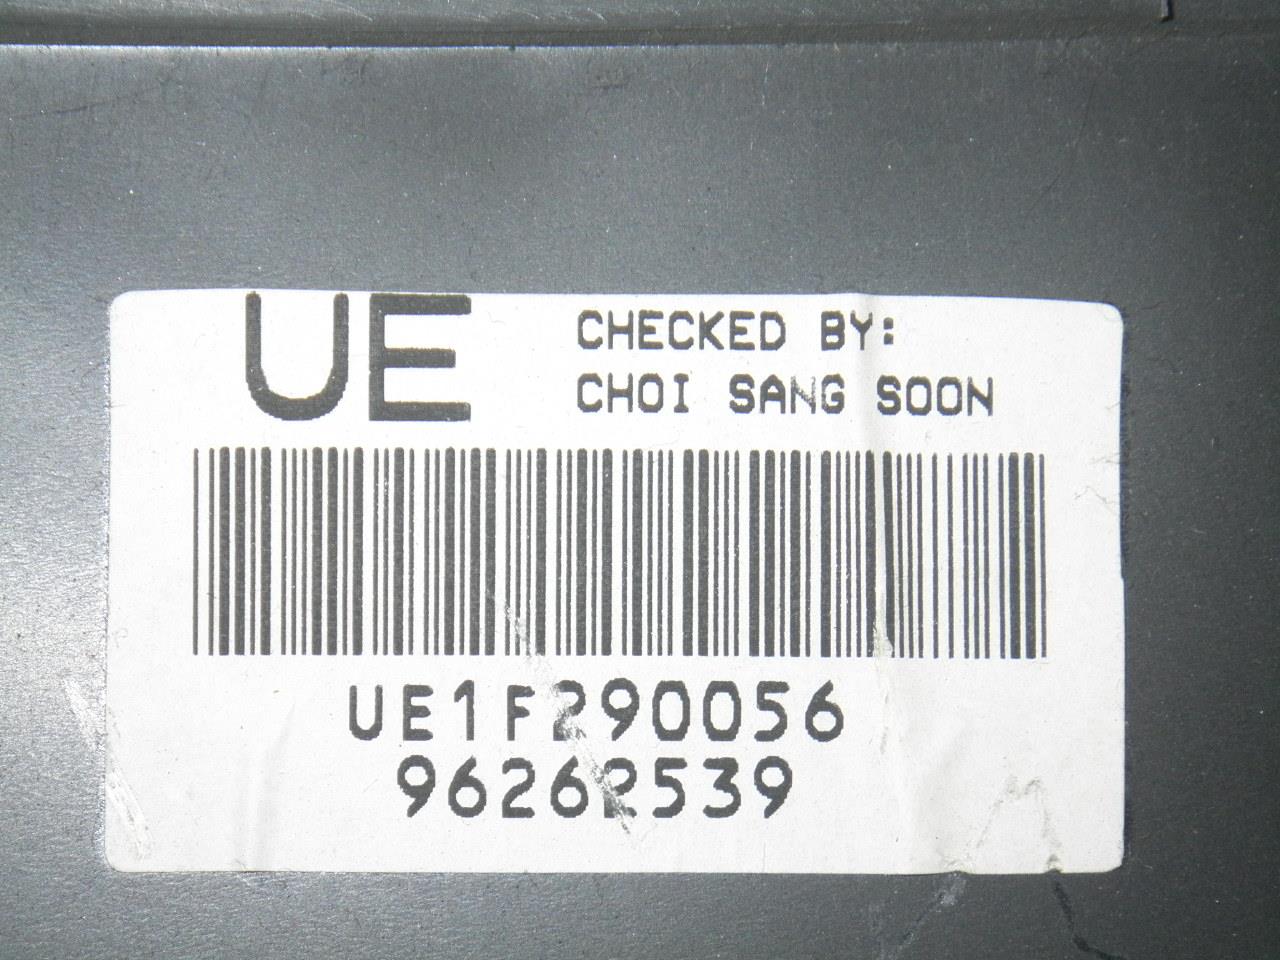 UE
CHECKED BY:
CHOI SANG SOON
UE1F290056
96262539